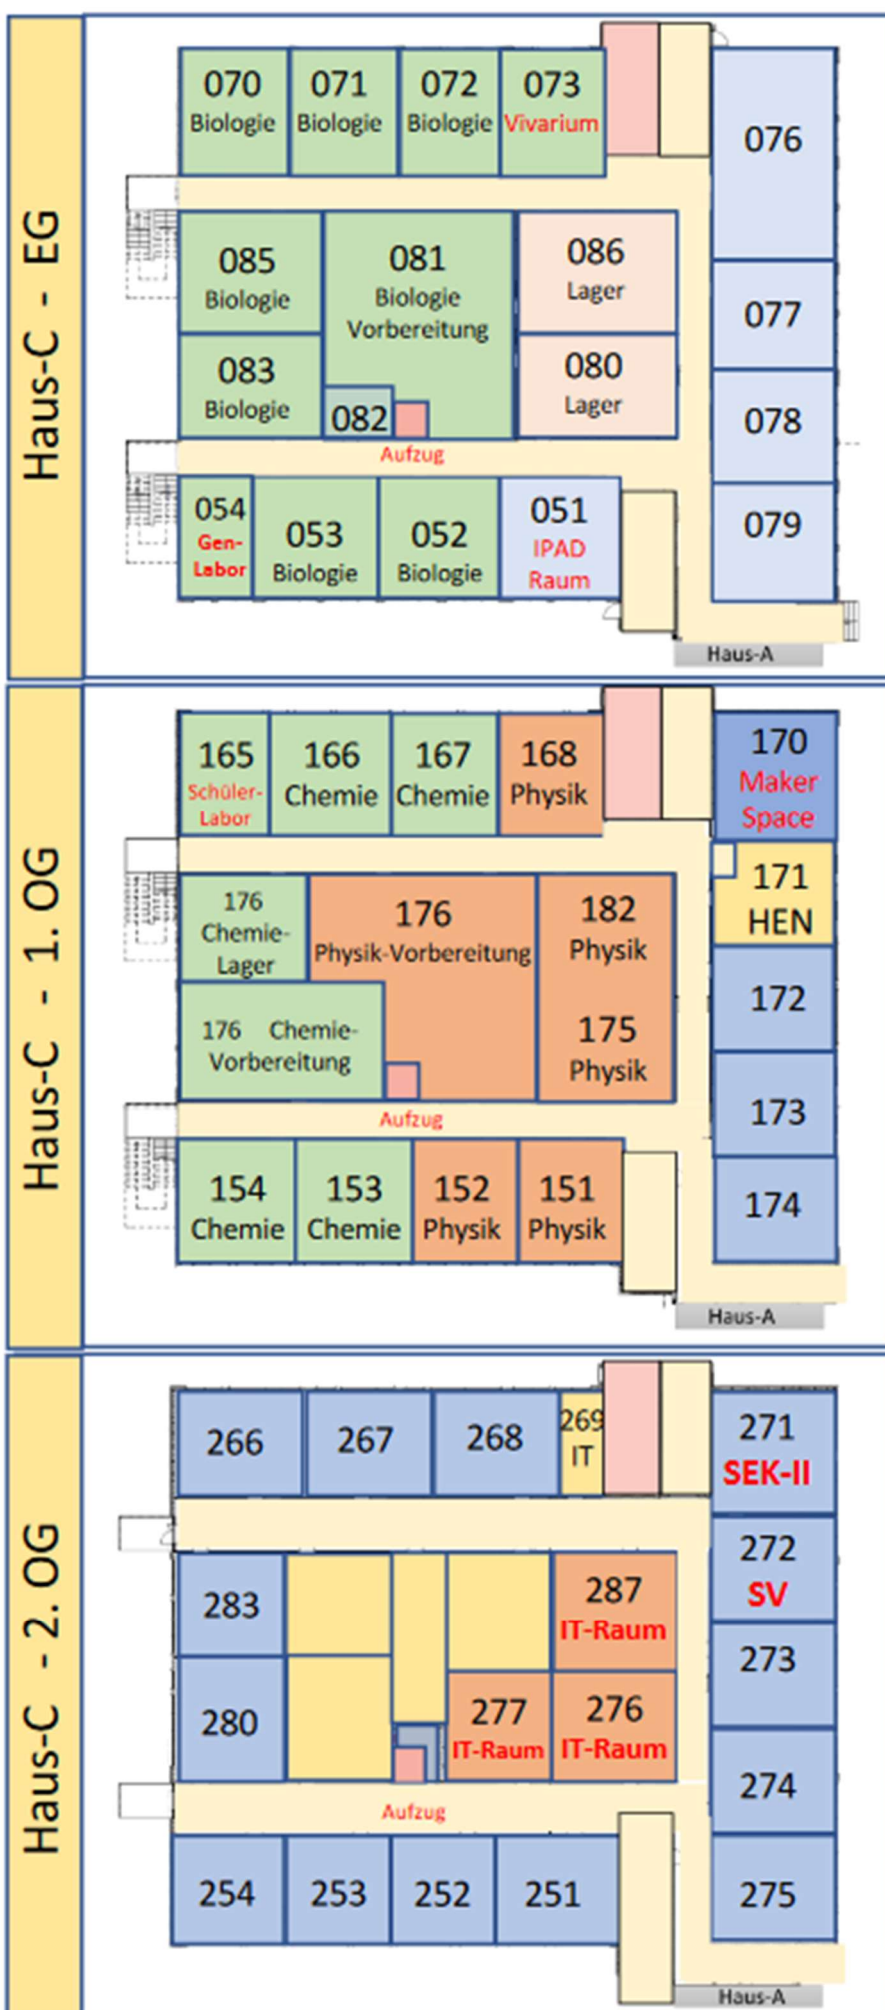 Haus-C - EG
070
Biologie
071
Biologie
072
Biologie
073
Vivarium
076
085
Biologie
081
Biologie
Vorbereitung
086
Lager
077
083
Biologie
082
080
Lager
078
Aufzug
054
Gen-
Labor
053
Biologie
052
Biologie
051
IPAD
Raum
079
Haus-A
Haus-C - 1. OG
165
Schüler-
Labor
166
Chemie
167
Chemie
168
Physik
170
Maker
Space
171
HEN
176
Chemie-
Lager
176
Physik-Vorbereitung
182
Physik
172
176 Chemie-
Vorbereitung
175
Physik
173
Aufzug
154
Chemie
153
Chemie
152
Physik
151
Physik
174
Haus-A
Haus-C - 2. OG
266
267
268
269
IT
271
SEK-II
272
SV
283
287
IT-Raum
273
280
277
IT-Raum
276
IT-Raum
274
Aufzug
254
253
252
251
275
Haus-A